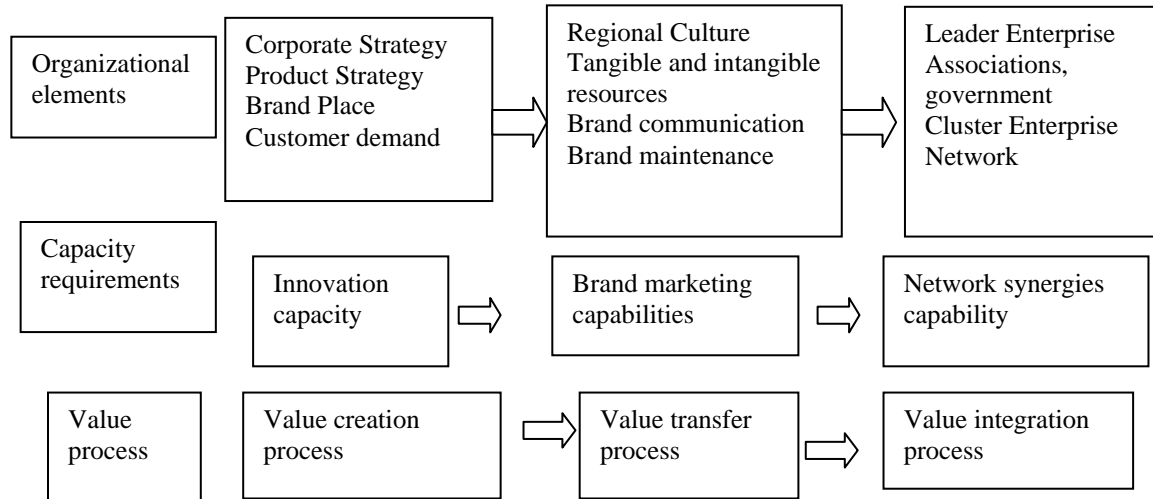 Organizational
elements
Corporate Strategy
Product Strategy
Brand Place
Customer demand
Regional Culture
Tangible and intangible
resources
Brand communication
Brand maintenance
Leader Enterprise
Associations,
government
Cluster Enterprise
Network
Capacity
requirements
Innovation
capacity
Brand marketing
capabilities
Network synergies
capability
Value
process
Value creation
process
Value transfer
process
Value integration
process